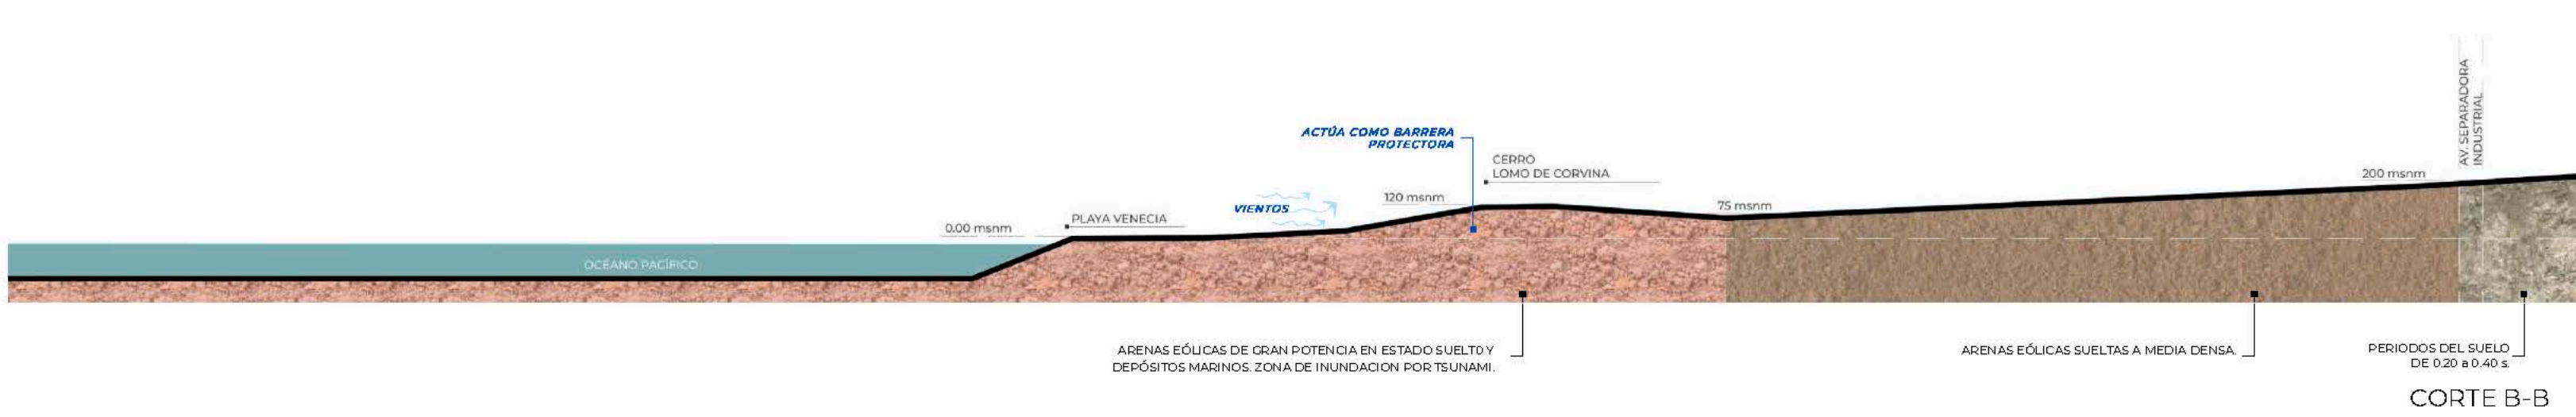 AV. SEPARADORA
INDUSTRIAL
ACTÚA COMO BARRERA
PROTECTORA
CERRO
LOMO DE CORVINA
200 msnm
120 msnm
75 msnm
VIENTOS
PLAYA VENECIA
0.00 msnm
OCÉANO PACÍFICO
ARENAS EÓLICAS DE GRAN POTENCIA EN ESTADO SUELTO Y
DEPÓSITOS MARINOS. ZONA DE INUNDACION POR TSUNAMI.
ARENAS EÓLICAS SUELTAS A MEDIA DENSA.
PERIODOS DEL SUELO
DE 0.20 a 0.40 s.
CORTE B-B